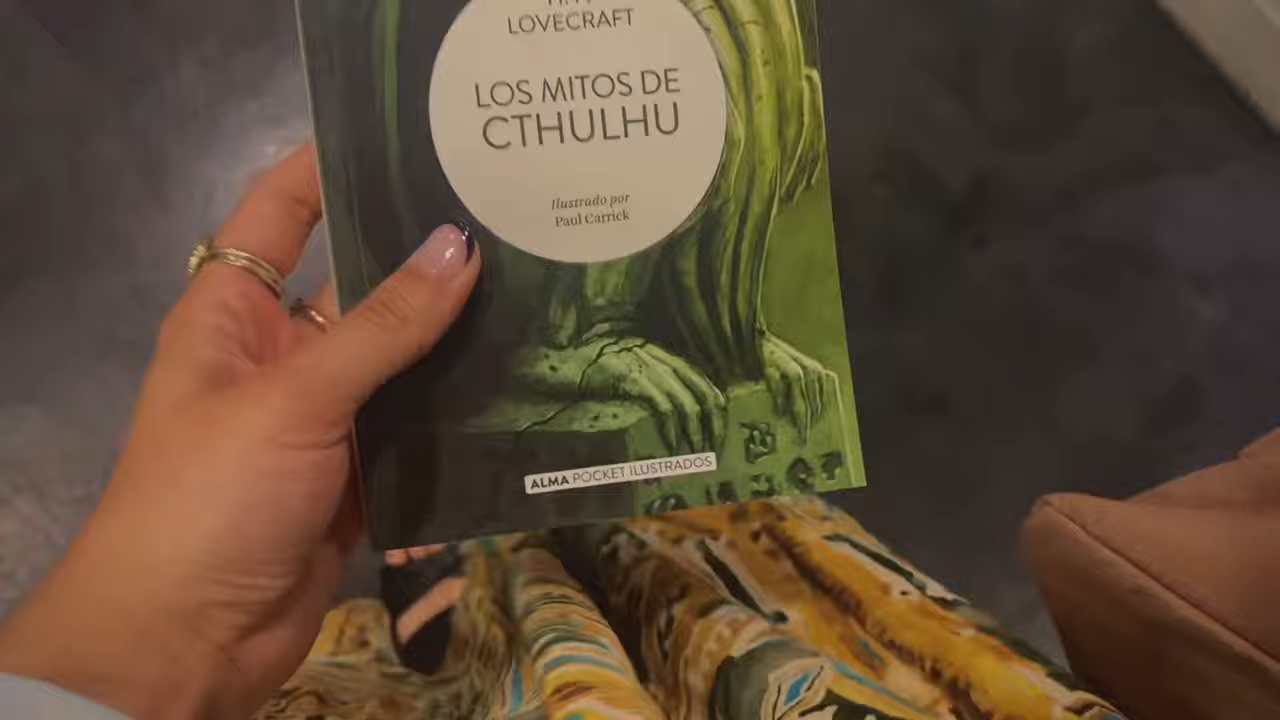 LOVECRAFT
LOS MITOS DE
CTHULHU
Ilustrado por
Paul Carrick
ALMA POCKET ILUSTRADOS